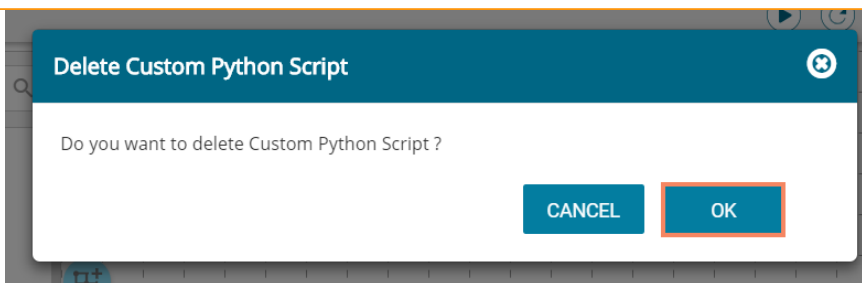 Delete Custom Python Script
Do you want to delete Custom Python Script ?
CANCEL OK